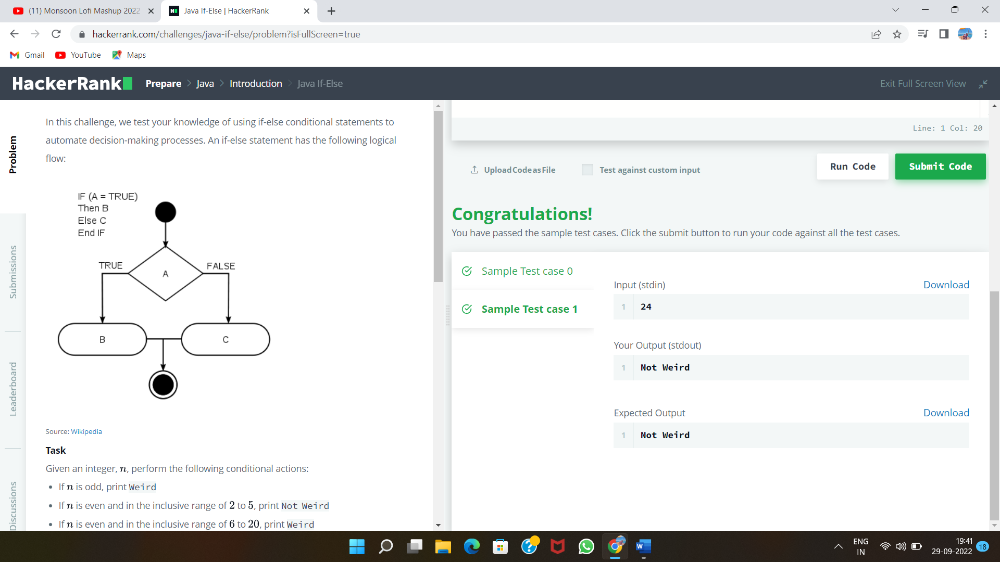 (11) Monsoon Lofi Mashup 2022
Java If-Else | HackerRank
hackerrank.com/challenges/java-if-else/problem?isFullScreen=true
Gmail YouTube Maps
HackerRank Prepare > Java > Introduction > Java If-Else
Exit Full Screen View
Problem
Submissions
Leaderboard
Discussions
In this challenge, we test your knowledge of using if-else conditional statements to
automate decision-making processes. An if-else statement has the following logical
flow:
IF (A = TRUE)
Then B
Else C
End IF
TRUE
A
FALSE
B
C
Source: Wikipedia
Task
Given an integer, n, perform the following conditional actions:
• If n is odd, print Weird
• If n is even and in the inclusive range of 2 to 5, print Not Weird
• If n is even and in the inclusive range of 6 to 20, print Weird
Line: 1 Col: 20
Upload Code as File
Test against custom input
Run Code
Submit Code
Congratulations!
You have passed the sample test cases. Click the submit button to run your code against all the test cases.
Sample Test case 0
Sample Test case 1
Input (stdin)
Download
1 24
Your Output (stdout)
1 Not Weird
Expected Output
Download
1 Not Weird
ENG
IN
19:41
29-09-2022
18